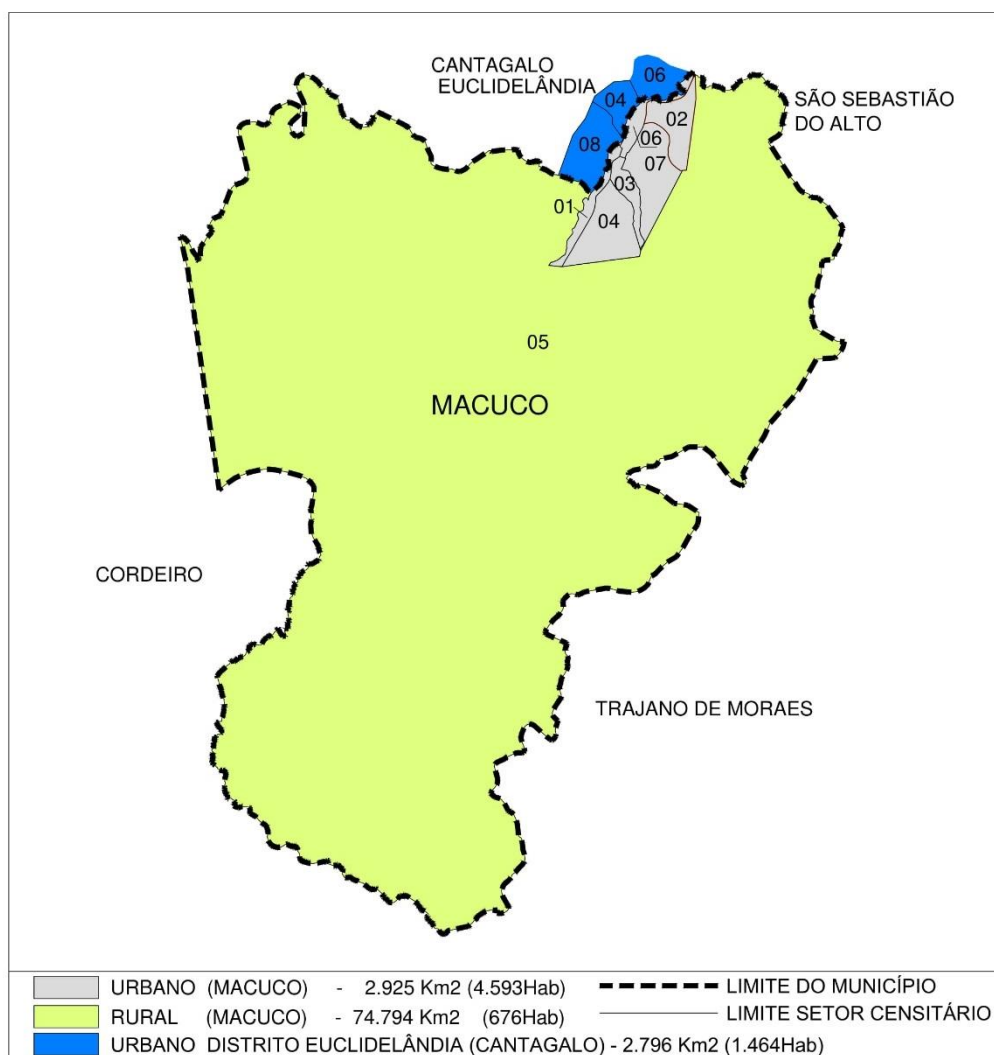 CANTAGALO
EUCLIDELÂNDIA
SÃO SEBASTIÃO
DO ALTO
06
04
02
08
06
07
03
01
04
05
MACUCO
CORDEIRO
TRAJANO DE MORAES
URBANO (MACUCO) - 2.925 Km2 (4.593Hab)
LIMITE DO MUNICÍPIO
RURAL (MACUCO) - 74.794 Km2 (676Hab)
LIMITE SETOR CENSITÁRIO
URBANO DISTRITO EUCLIDELÂNDIA (CANTAGALO) - 2.796 Km2 (1.464Hab)